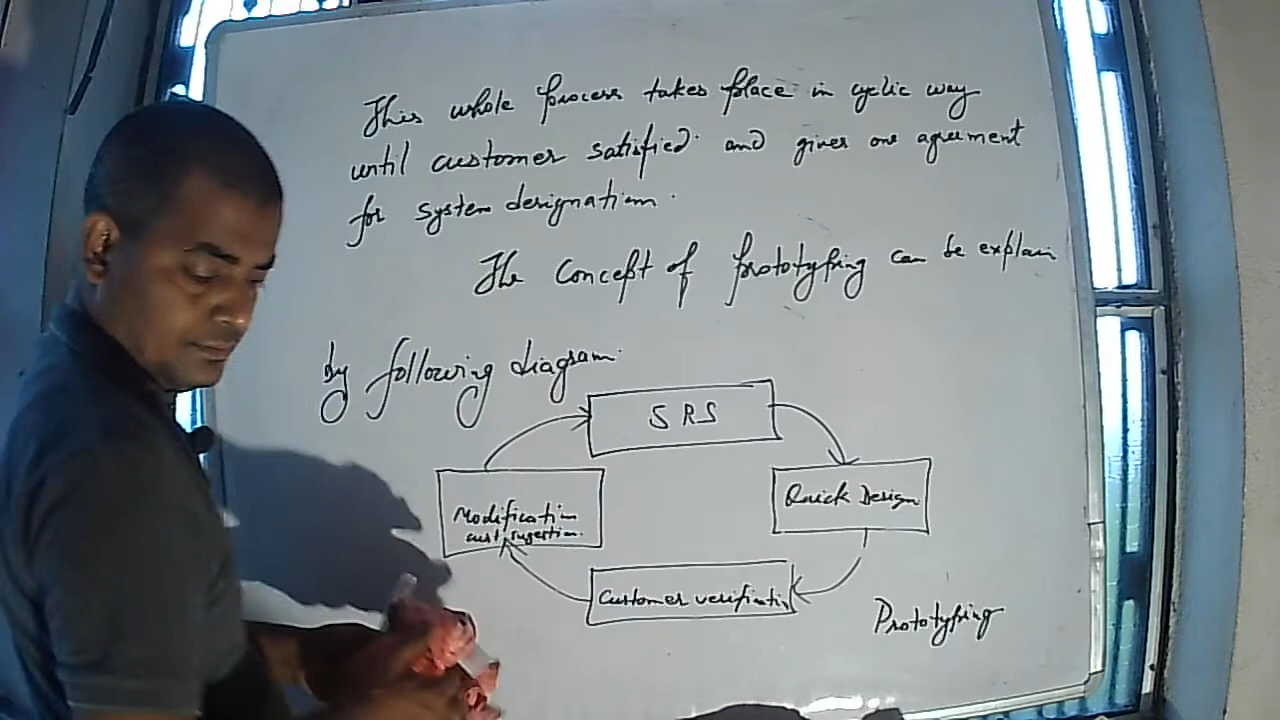 This whole process takes place in cyclic way
until customer satisfied. and gives one agreement
for system designation.
The Concept of prototyping can be explain
by following diagram.
SRS
Quick Design
Modification
cust sugestion.
Customer verification
Prototyping